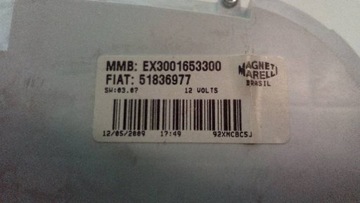 MMB: EX3001653300
FIAT: 51836977
MAGNETI
MARELLI
BRASIL
SW:03.07 12 VOLTS
12/05/2009 17:49 92XMCBCSJ